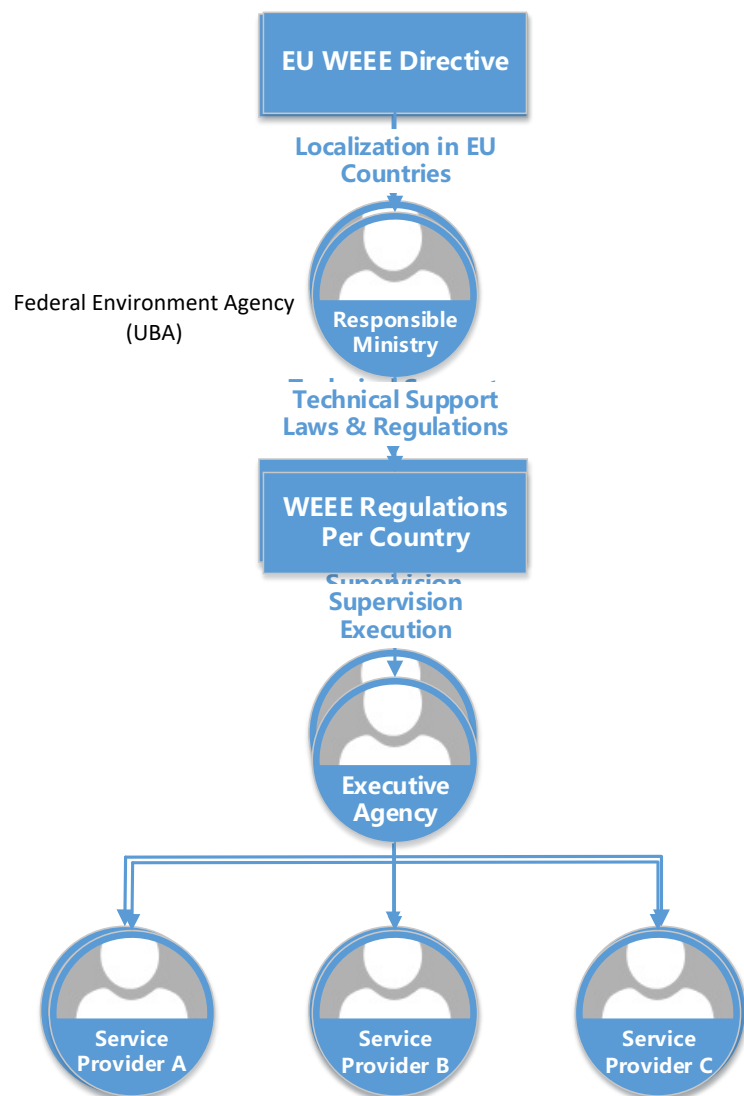 EU WEEE Directive
Localization in EU
Countries
Federal Environment Agency
(UBA)
Responsible
Ministry
Technical Support
Laws & Regulations
WEEE Regulations
Per Country
Supervision
Supervision
Execution
Executive
Agency
Service
Provider A
Service
Provider B
Service
Provider C